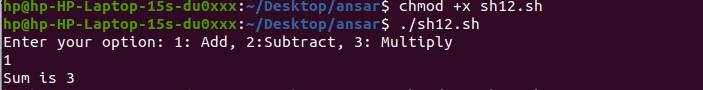 hp@hp-HP-Laptop-15s-du0xxx:~/Desktop/ansar$ chmod +x sh12.sh
hp@hp-HP-Laptop-15s-du0xxx:~/Desktop/ansar$ ./sh12.sh
Enter your option: 1: Add, 2:Subtract, 3: Multiply
1
Sum is 3